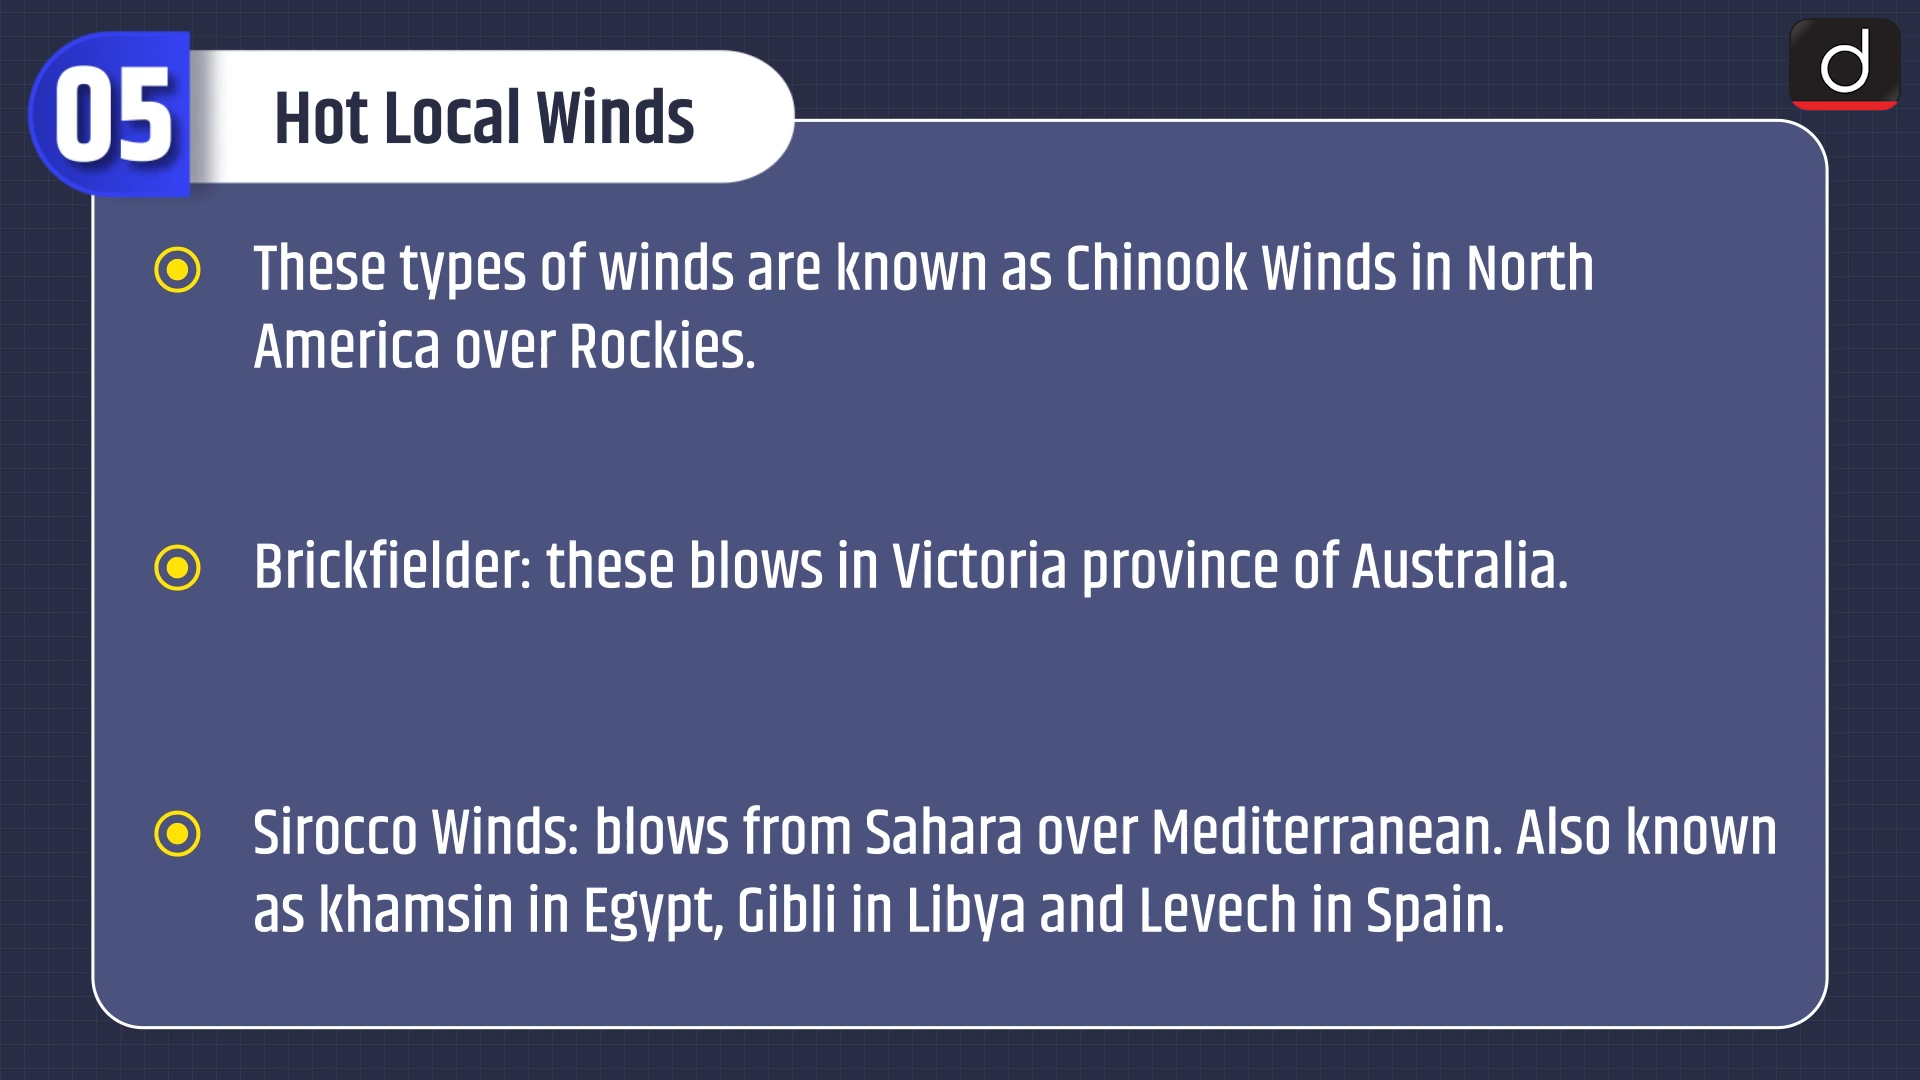 05
Hot Local Winds
d
These types of winds are known as Chinook Winds in North
America over Rockies.
Brickfielder: these blows in Victoria province of Australia.
Sirocco Winds: blows from Sahara over Mediterranean. Also known
as khamsin in Egypt, Gibli in Libya and Levech in Spain.